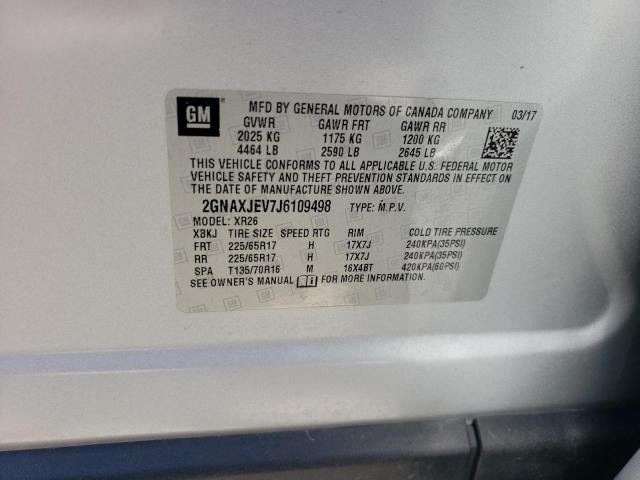 GM
MFD BY GENERAL MOTORS OF CANADA COMPANY 03/17
GVWR GAWR FRT GAWR RR
2025 KG 1175 KG 1200 KG
4464 LB 2590 LB 2645 LB
THIS VEHICLE CONFORMS TO ALL APPLICABLE U.S. FEDERAL MOTOR
VEHICLE SAFETY AND THEFT PREVENTION STANDARDS IN EFFECT ON
THE DATE OF MANUFACTURE SHOWN ABOVE.
2GNAXJEV7J6109498 TYPE: M.P.V.
MODEL: XR26
X8KJ TIRE SIZE SPEED RTG RIM COLD TIRE PRESSURE
FRT 225/65R17 H 17X7J 240KPA(35PSI)
RR 225/65R17 H 17X7J 240KPA(35PSI)
SPA T135/70R16 M 16X4BT 420KPA(60PSI)
SEE OWNER'S MANUAL FOR MORE INFORMATION